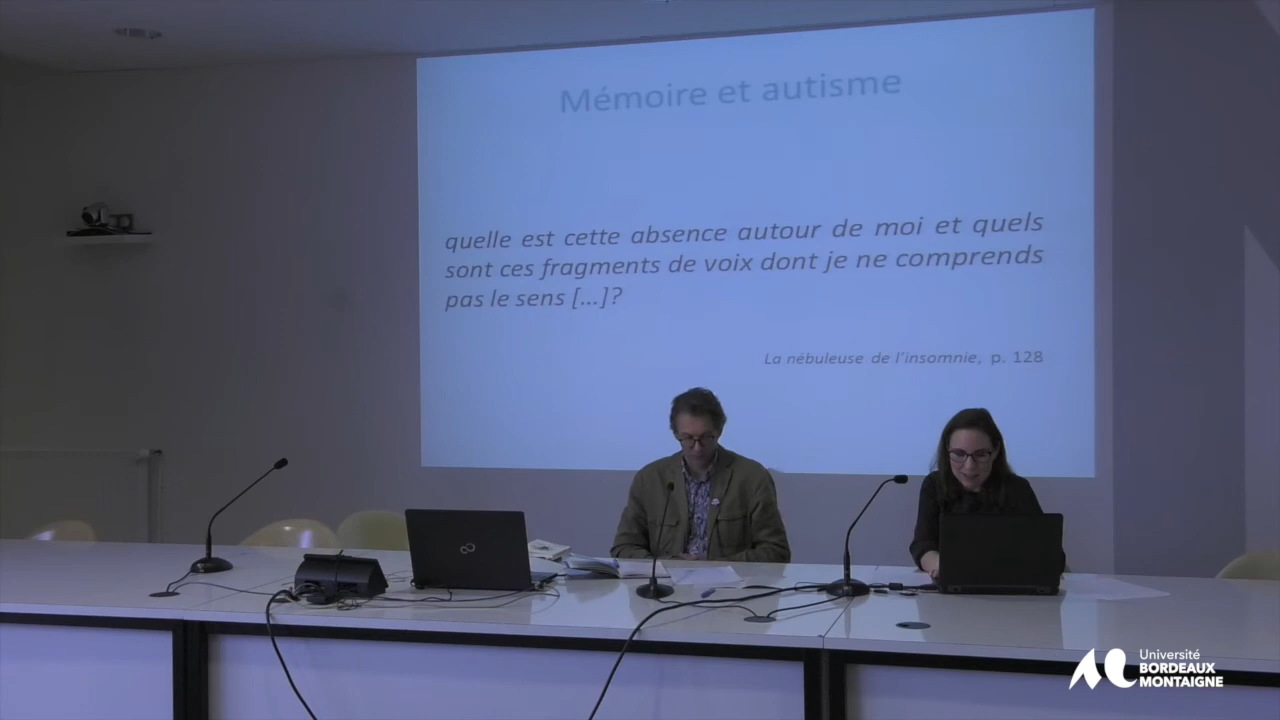 Mémoire et autisme
quelle est cette absence autour de moi et quels
sont ces fragments de voix dont je ne comprends
pas le sens [...]?
La nébuleuse de l'insomnie, p. 128
Université
BORDEAUX
MONTAIGNE